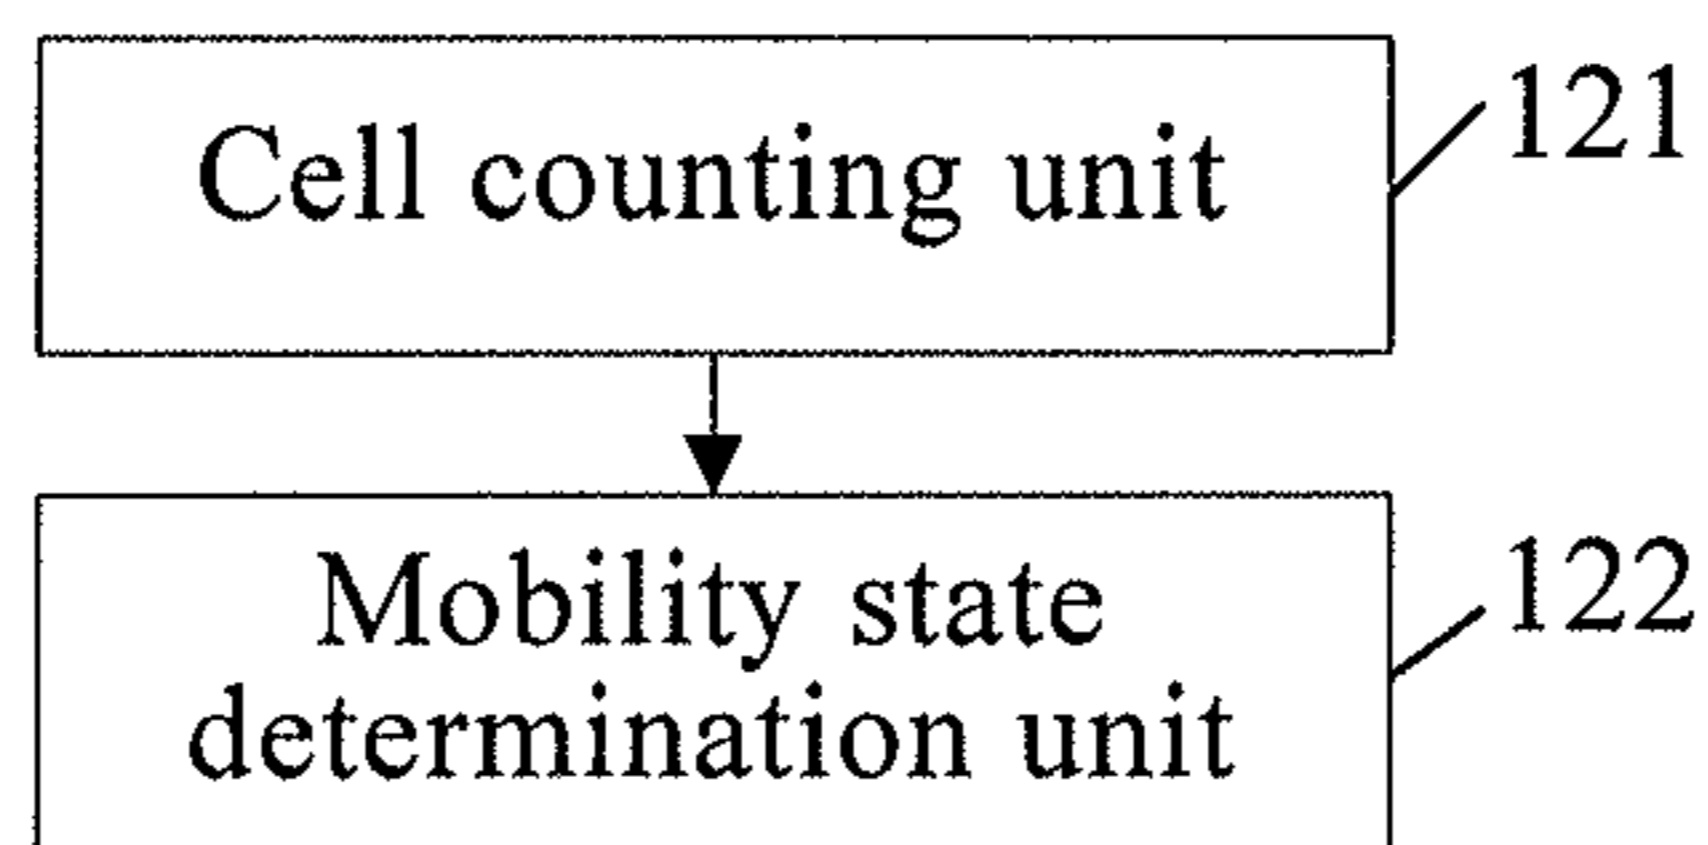 Cell counting unit
121
Mobility state
122
determination unit